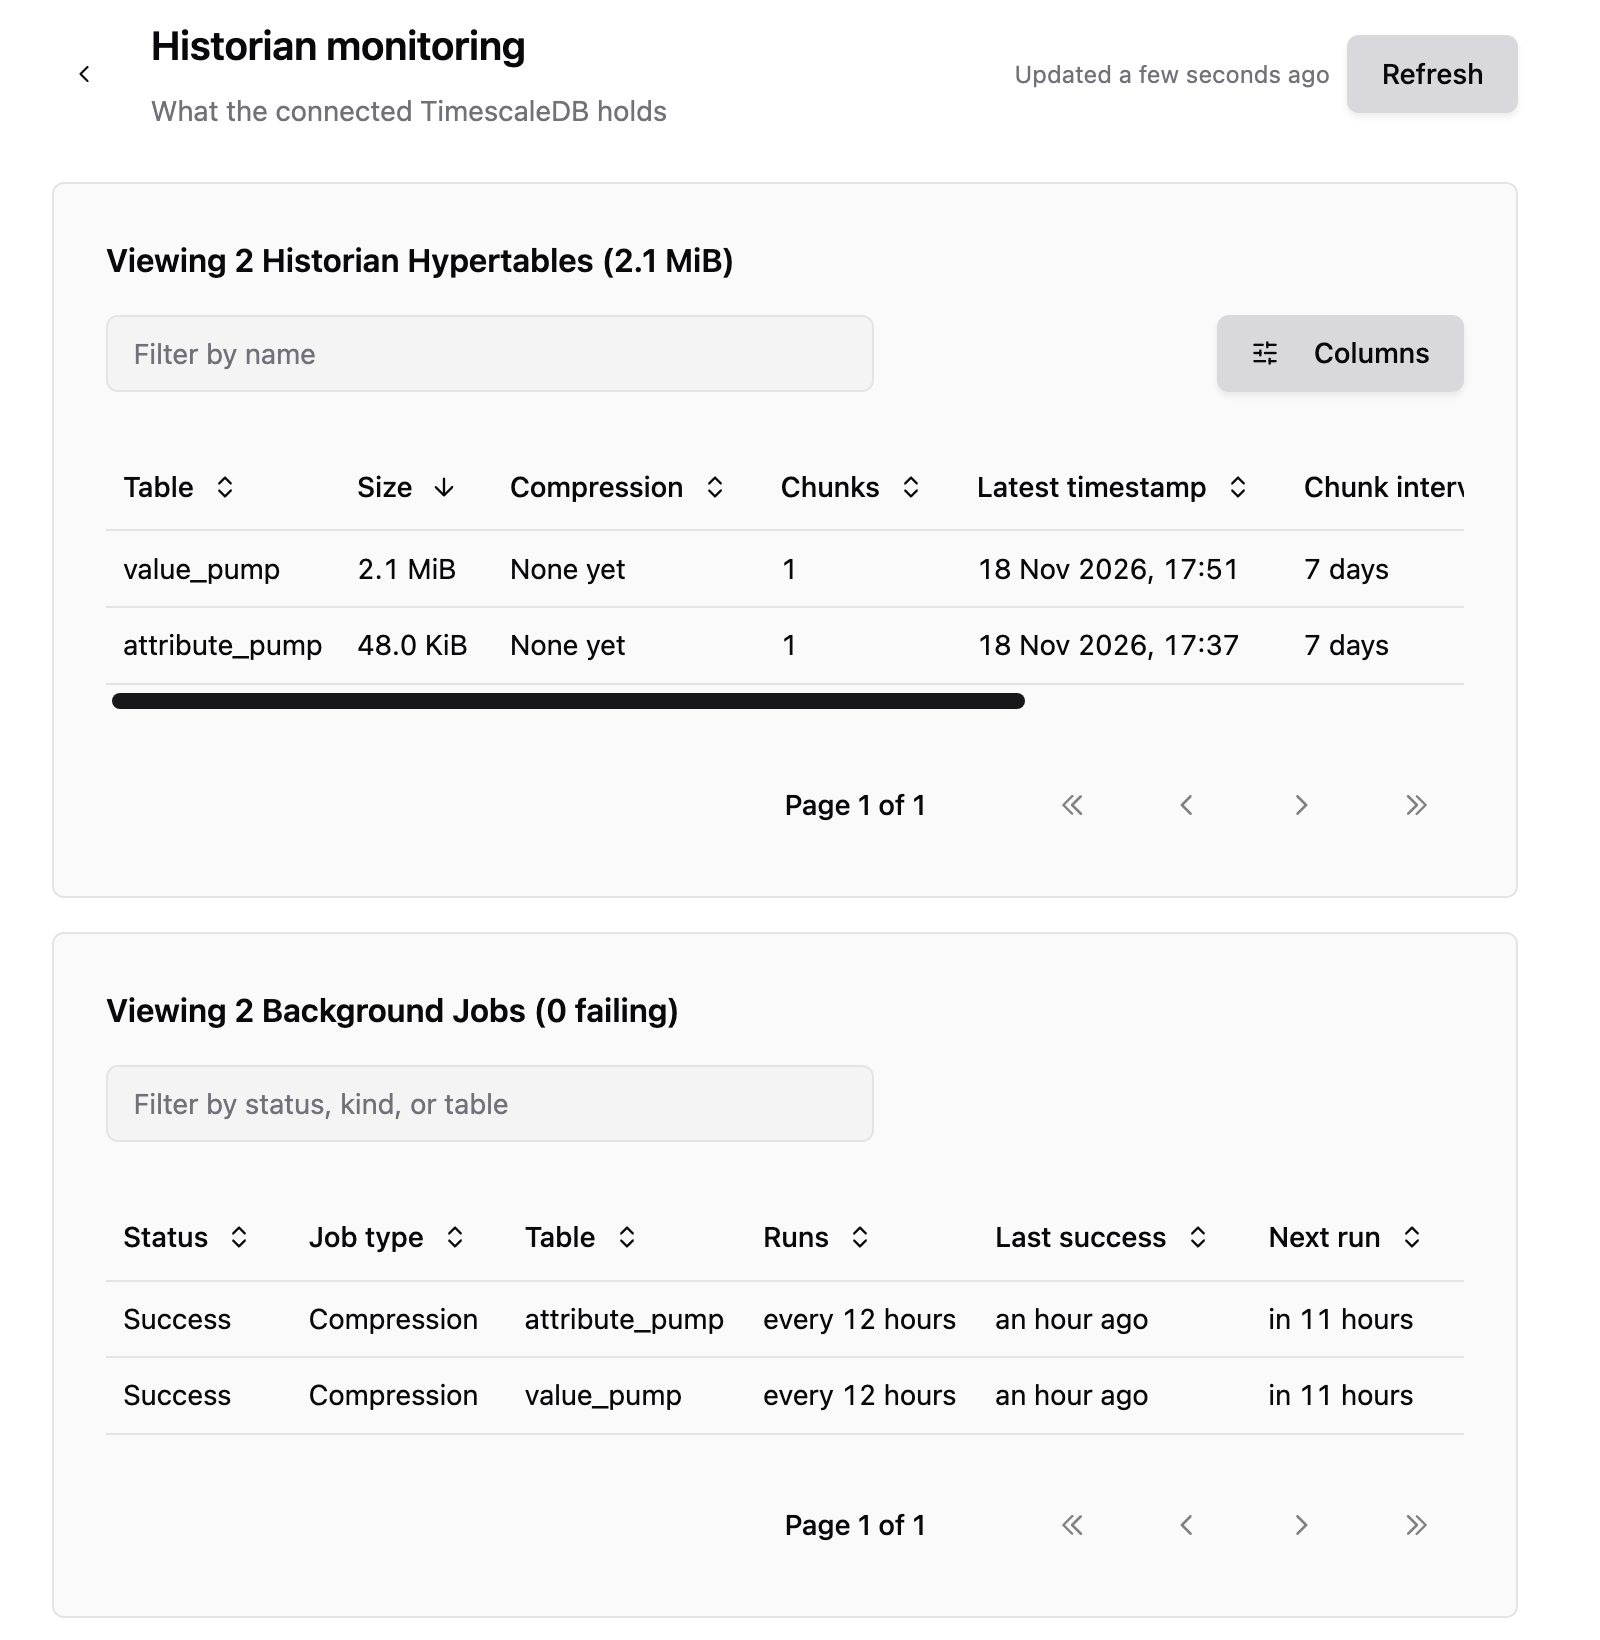 Historian monitoring
What the connected TimescaleDB holds
Updated a few seconds ago
Refresh
Viewing 2 Historian Hypertables (2.1 MiB)
Filter by name
Columns
Table Size Compression Chunks Latest timestamp Chunk interv
value_pump 2.1 MiB None yet 1 18 Nov 2026, 17:51 7 days
attribute_pump 48.0 KiB None yet 1 18 Nov 2026, 17:37 7 days
Page 1 of 1
Viewing 2 Background Jobs (0 failing)
Filter by status, kind, or table
Status Job type Table Runs Last success Next run
Success Compression attribute_pump every 12 hours an hour ago in 11 hours
Success Compression value_pump every 12 hours an hour ago in 11 hours
Page 1 of 1